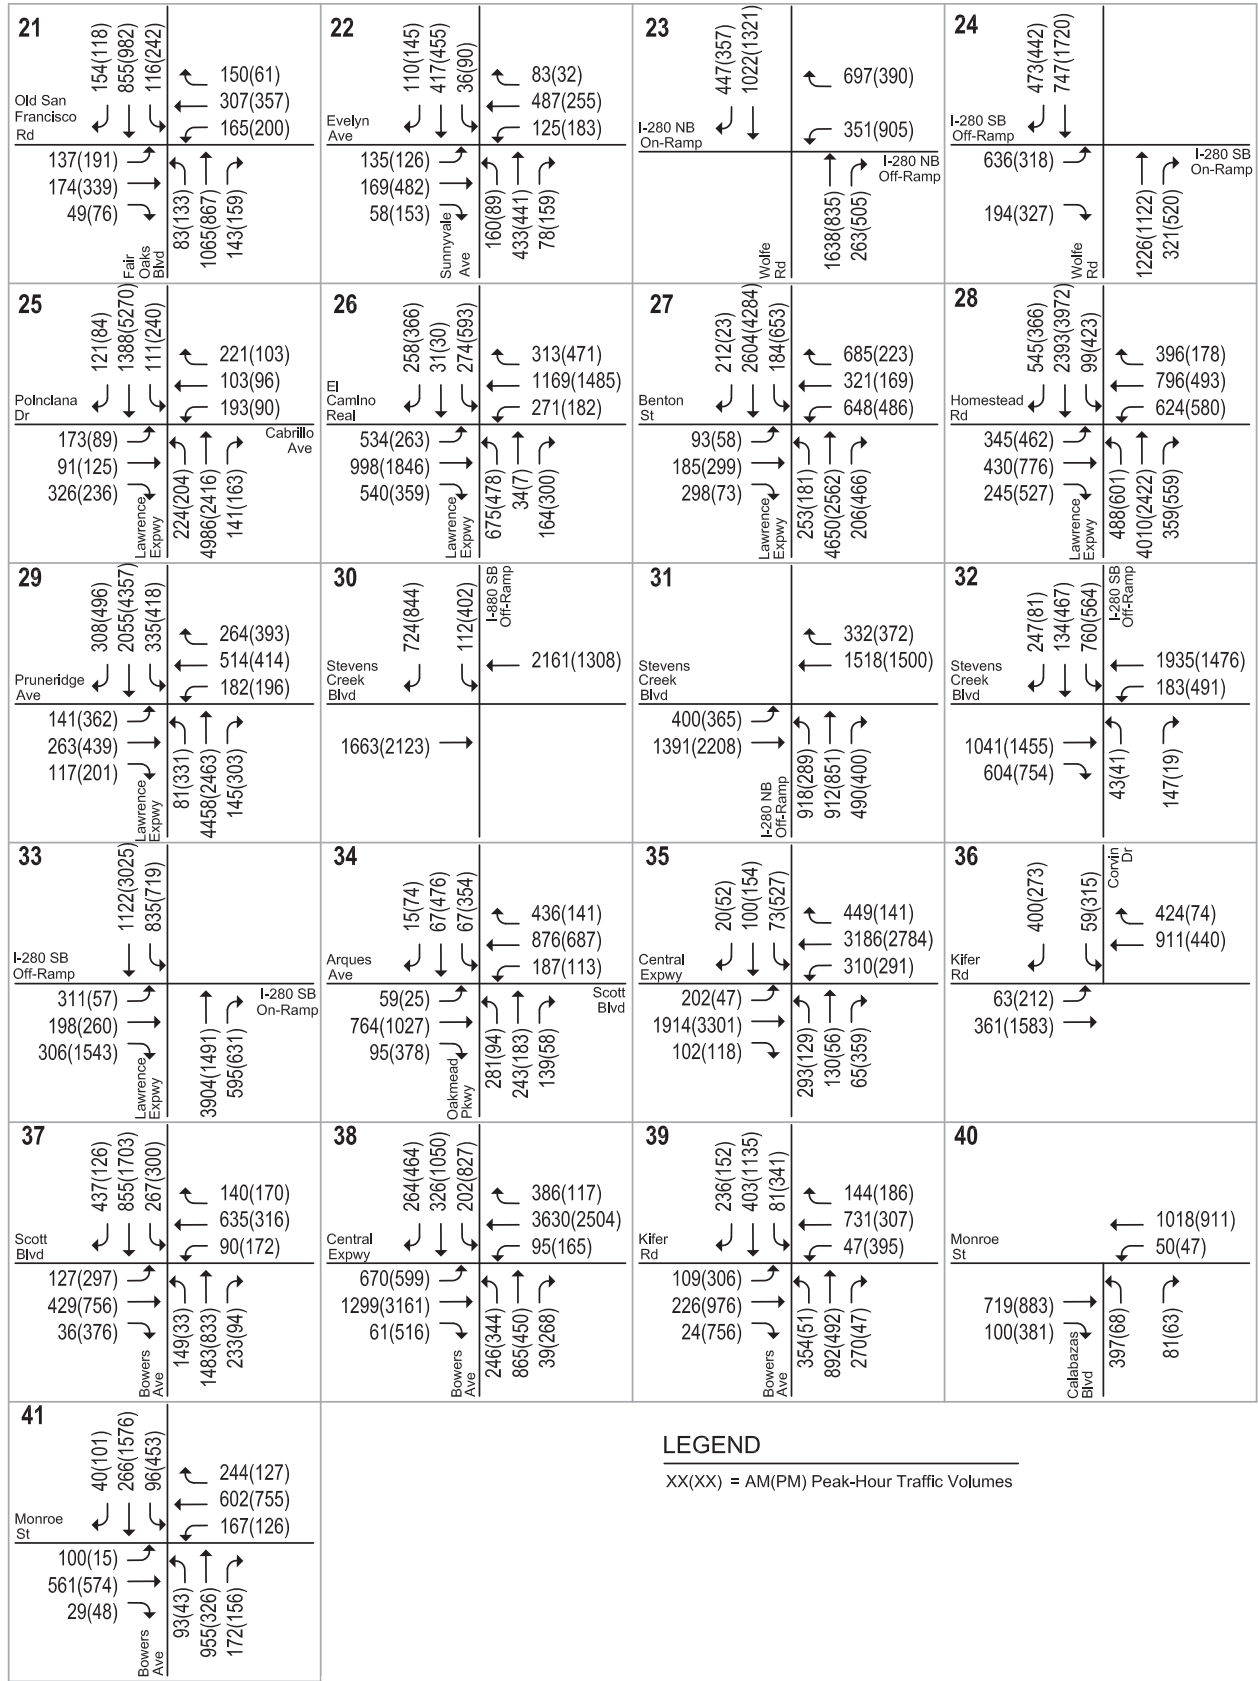 21
154(118)
855(982)
116(242)
150(61)
307(357)
165(200)
Old San
Francisco
Rd
137(191)
174(339)
49(76)
Fair
Oaks
Blvd
83(133)
1065(867)
143(159)
22
110(145)
417(455)
36(90)
83(32)
487(255)
125(183)
Evelyn
Ave
135(126)
169(482)
58(153)
Sunnyvale
Ave
160(89)
433(441)
78(159)
23
447(357)
1022(1321)
697(390)
351(905)
I-280 NB
On-Ramp
I-280 NB
Off-Ramp
Wolfe
Rd
1638(835)
263(505)
24
473(442)
747(1720)
I-280 SB
Off-Ramp
636(318)
194(327)
I-280 SB
On-Ramp
Wolfe
Rd
1226(1122)
321(520)
25
121(84)
1388(5270)
111(240)
221(103)
103(96)
193(90)
Poinciana
Dr
Cabrillo
Ave
173(89)
91(125)
326(236)
Lawrence
Expwy
224(204)
4986(2416)
141(163)
26
258(366)
31(30)
274(593)
313(471)
1169(1485)
271(182)
El
Camino
Real
534(263)
998(1846)
540(359)
Lawrence
Expwy
675(478)
34(7)
164(300)
27
212(23)
2604(4284)
184(653)
685(223)
321(169)
648(486)
Benton
St
93(58)
185(299)
298(73)
Lawrence
Expwy
253(181)
4650(2562)
206(466)
28
545(366)
2393(3972)
99(423)
396(178)
796(493)
624(580)
Homestead
Rd
345(462)
430(776)
245(527)
Lawrence
Expwy
488(601)
4010(2422)
359(559)
29
308(496)
2055(4357)
335(418)
264(393)
514(414)
182(196)
Pruneridge
Ave
141(362)
263(439)
117(201)
Lawrence
Expwy
81(331)
4458(2463)
145(303)
30
724(844)
112(402)
I-880 SB
Off-Ramp
2161(1308)
Stevens
Creek
Blvd
1663(2123)
31
332(372)
1518(1500)
Stevens
Creek
Blvd
400(365)
1391(2208)
I-280 NB
Off-Ramp
918(289)
912(851)
490(400)
32
247(81)
134(467)
760(564)
I-280 SB
Off-Ramp
1935(1476)
183(491)
Stevens
Creek
Blvd
1041(1455)
604(754)
43(41)
147(19)
33
1122(3025)
835(719)
I-280 SB
Off-Ramp
311(57)
198(260)
306(1543)
I-280 SB
On-Ramp
Lawrence
Expwy
3904(1491)
595(631)
34
15(74)
67(476)
67(354)
436(141)
876(687)
187(113)
Arques
Ave
Scott
Blvd
59(25)
764(1027)
95(378)
Oakmead
Pkwy
281(94)
243(183)
139(58)
35
20(52)
100(154)
73(527)
449(141)
3186(2784)
310(291)
Central
Expwy
202(47)
1914(3301)
102(118)
293(129)
130(56)
65(359)
36
400(273)
59(315)
Corvin
Dr
424(74)
911(440)
Kifer
Rd
63(212)
361(1583)
37
437(126)
855(1703)
267(300)
140(170)
635(316)
90(172)
Scott
Blvd
127(297)
429(756)
36(376)
Bowers
Ave
149(33)
1483(833)
233(94)
38
264(464)
326(1050)
202(827)
386(117)
3630(2504)
95(165)
Central
Expwy
670(599)
1299(3161)
61(516)
Bowers
Ave
246(344)
865(450)
39(268)
39
236(152)
403(1135)
81(341)
144(186)
731(307)
47(395)
Kifer
Rd
109(306)
226(976)
24(756)
Bowers
Ave
354(51)
892(492)
270(47)
40
1018(911)
50(47)
Monroe
St
719(883)
100(381)
Calabazas
Blvd
397(68)
81(63)
41
40(101)
266(1576)
96(453)
244(127)
602(755)
167(126)
Monroe
St
100(15)
561(574)
29(48)
Bowers
Ave
93(43)
955(326)
172(156)
LEGEND
XX(XX) = AM(PM) Peak-Hour Traffic Volumes